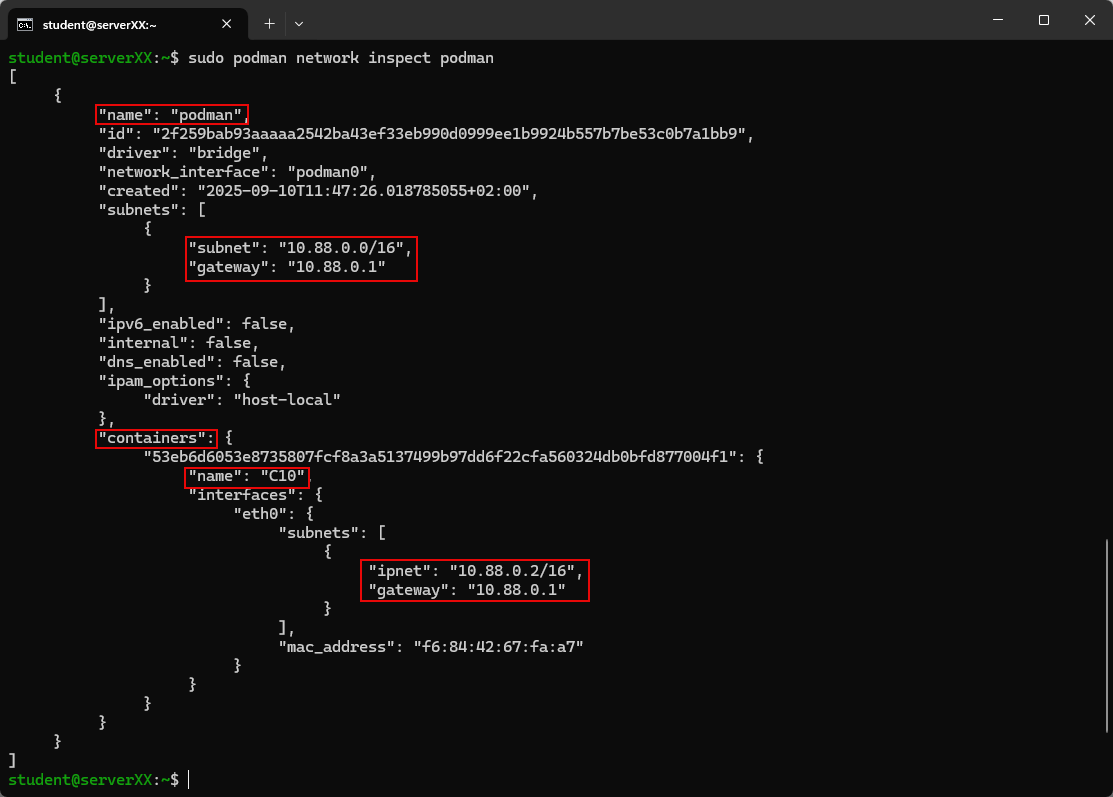 student@serverXX:~
student@serverXX:~$ sudo podman network inspect podman
[
     {
          "name": "podman",
          "id": "2f259bab93aaaaa2542ba43ef33eb990d0999ee1b9924b557b7be53c0b7a1bb9",
          "driver": "bridge",
          "network_interface": "podman0",
          "created": "2025-09-10T11:47:26.018785055+02:00",
          "subnets": [
               {
                    "subnet": "10.88.0.0/16",
                    "gateway": "10.88.0.1"
               }
          ],
          "ipv6_enabled": false,
          "internal": false,
          "dns_enabled": false,
          "ipam_options": {
               "driver": "host-local"
          },
          "containers": {
               "53eb6d6053e8735807fcf8a3a5137499b97dd6f22cfa560324db0bfd877004f1": {
                    "name": "C10",
                    "interfaces": {
                         "eth0": {
                              "subnets": [
                                   {
                                        "ipnet": "10.88.0.2/16",
                                        "gateway": "10.88.0.1"
                                   }
                              ],
                              "mac_address": "f6:84:42:67:fa:a7"
                         }
                    }
               }
          }
     }
]
student@serverXX:~$